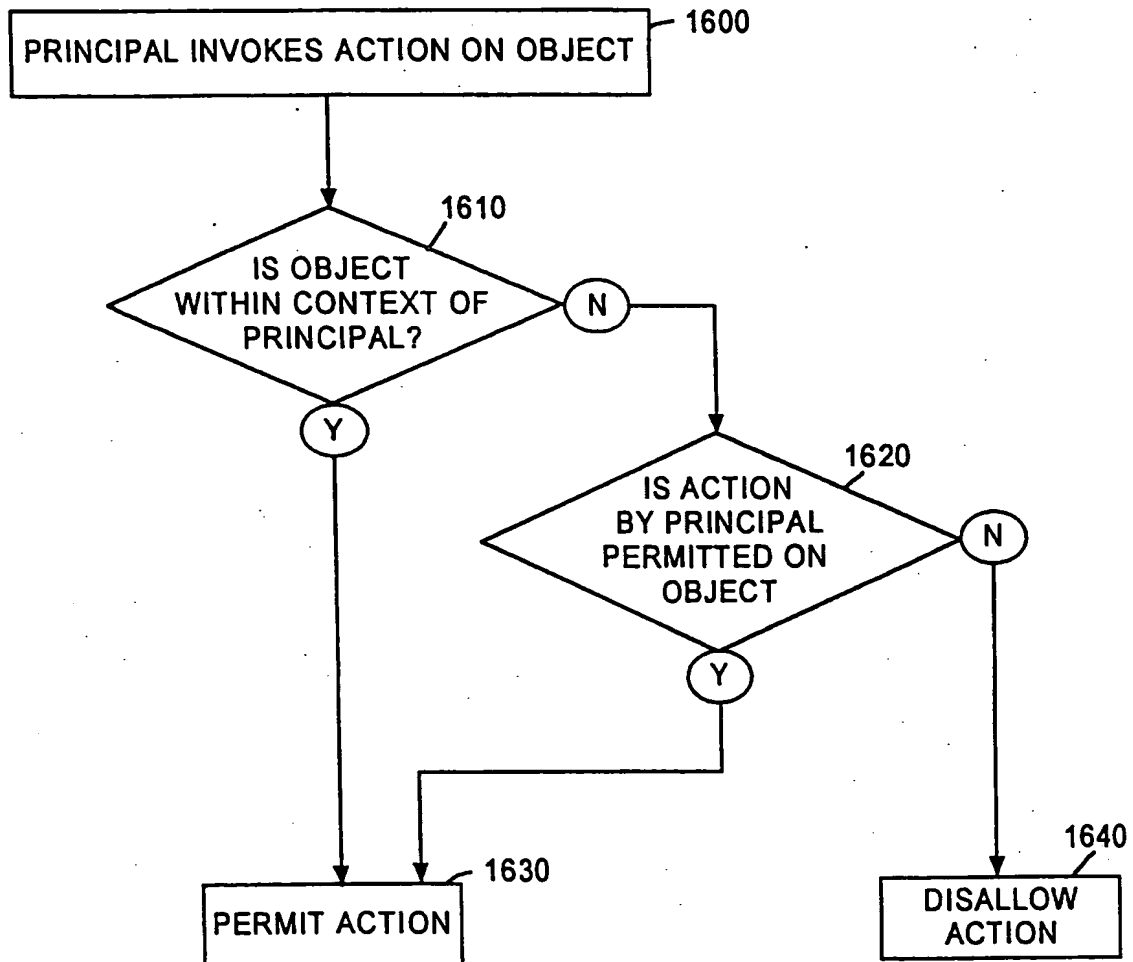 1600
PRINCIPAL INVOKES ACTION ON OBJECT
1610
IS OBJECT
WITHIN CONTEXT OF
PRINCIPAL?
N
Y
1620
IS ACTION
BY PRINCIPAL
PERMITTED ON
OBJECT
N
Y
1630
PERMIT ACTION
1640
DISALLOW
ACTION